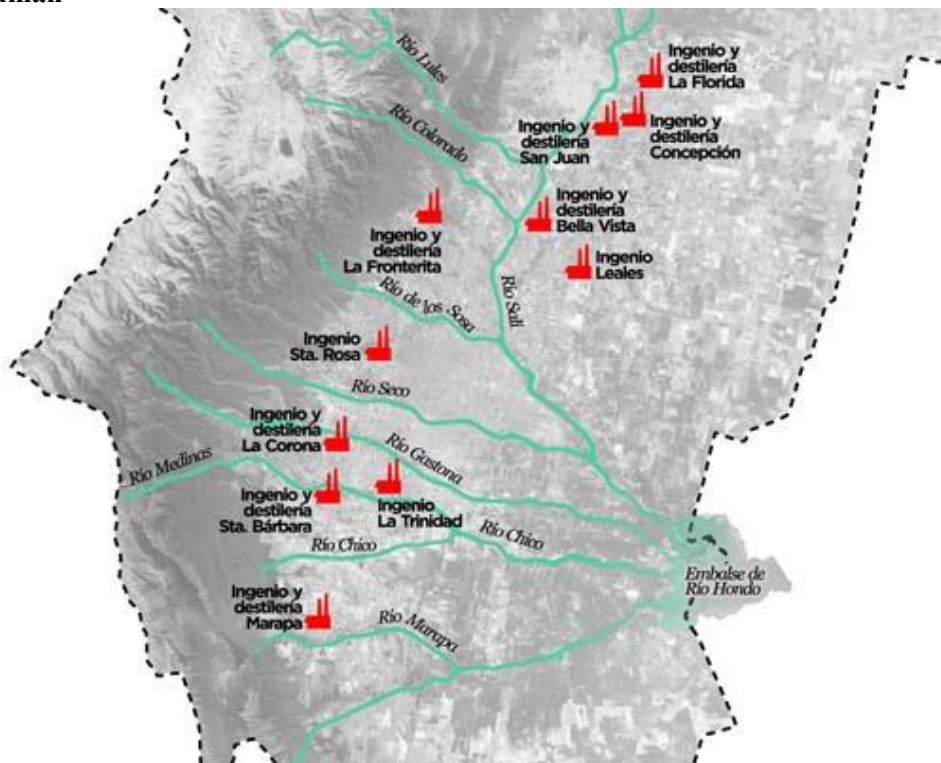 Río Lules
Ingenio y
destilería
La Florida
Río Colorado
Ingenio y
destilería
San Juan
Ingenio y
destilería
Concepción
Ingenio y
destilería
Bella Vista
Ingenio y
destilería
La Fronterita
Ingenio
Leales
Río de los Sosa
Río Salí
Ingenio
Sta. Rosa
Río Seco
Ingenio y
destilería
La Corona
Río Gastona
Río Medinas
Ingenio y
destilería
Sta. Bárbara
Ingenio
La Trinidad
Río Chico
Río Chico
Embalse de
Río Hondo
Ingenio y
destilería
Marapa
Río Marapa